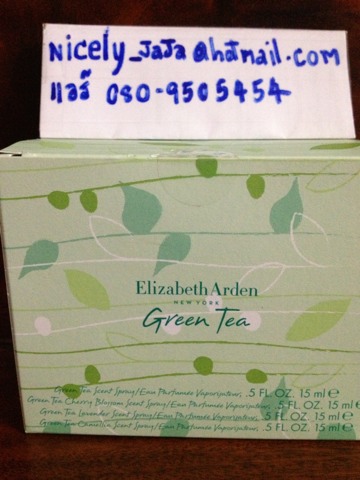 Nicely_JaJa@hotmail.com
แอร์ 080-9505454
Elizabeth Arden
NEW YORK
Green Tea
Green Tea Scent Spray/Eau Parfumée Vaporisateur, .5 FL. OZ. 15 ml e
Green Tea Cherry Blossom Scent Spray/Eau Parfumée Vaporisateur, .5 FL. OZ. 15 ml e
Green Tea Lavender Scent Spray/Eau Parfumée Vaporisateur, .5 FL. OZ. 15 ml e
Green Tea Camellia Scent Spray/Eau Parfumée Vaporisateur, .5 FL. OZ. 15 ml e